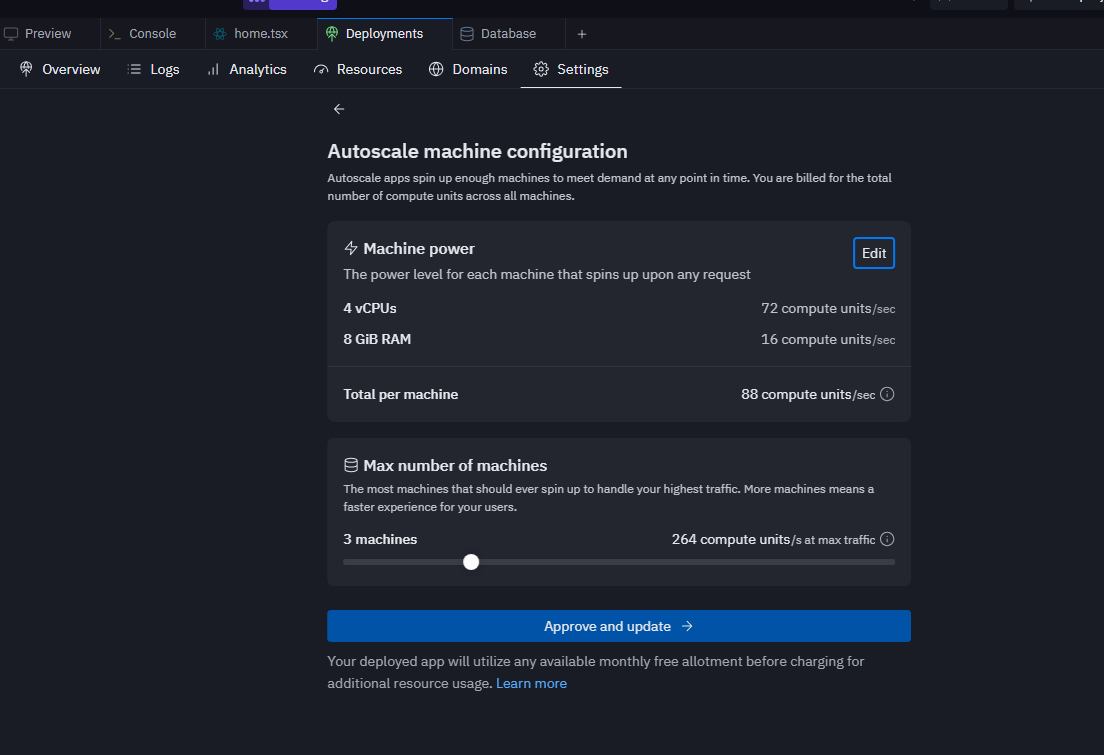 Preview
Console
home.tsx
Deployments
Database
Overview
Logs
Analytics
Resources
Domains
Settings
Autoscale machine configuration
Autoscale apps spin up enough machines to meet demand at any point in time. You are billed for the total
number of compute units across all machines.
Machine power
Edit
The power level for each machine that spins up upon any request
4 vCPUs
72 compute units/sec
8 GiB RAM
16 compute units/sec
Total per machine
88 compute units/sec
Max number of machines
The most machines that should ever spin up to handle your highest traffic. More machines means a
faster experience for your users.
3 machines
264 compute units/s at max traffic
Approve and update
Your deployed app will utilize any available monthly free allotment before charging for
additional resource usage. Learn more